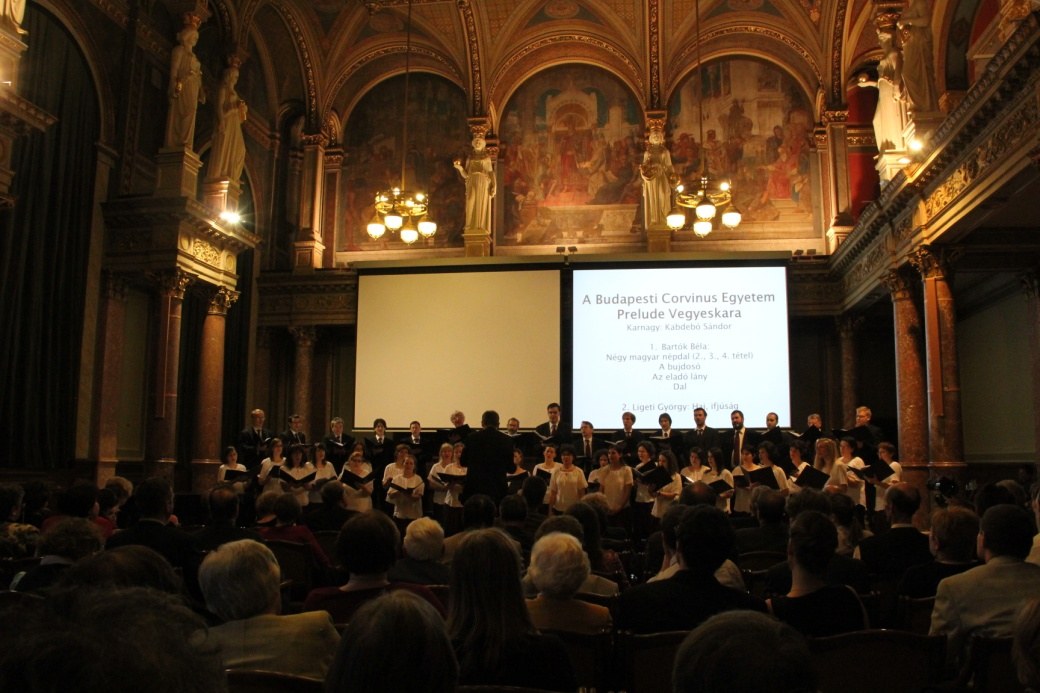 A Budapesti Corvinus Egyetem
Prelude Vegyeskara
Karnagy: Kabdebó Sándor
1. Bartók Béla:
Négy magyar népdal (2., 3., 4. tétel)
A bujdosó
Az eladó lány
Dal
2. Ligeti György: Haj, ifjúság